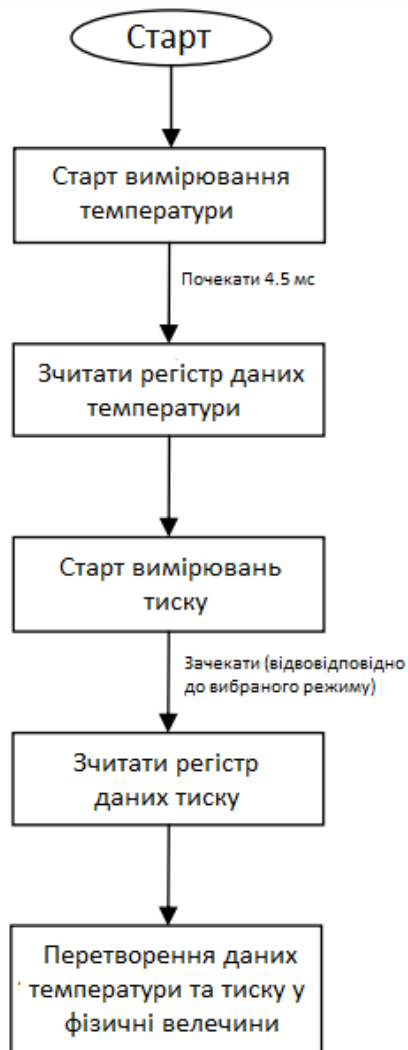 Старт
Старт вимірювання
температури
Почекати 4.5 мс
Зчитати регістр даних
температури
Старт вимірювань
тиску
Зачекати (відвовідповідно
до вибраного режиму)
Зчитати регістр
даних тиску
Перетворення даних
температури та тиску у
фізичні велечини